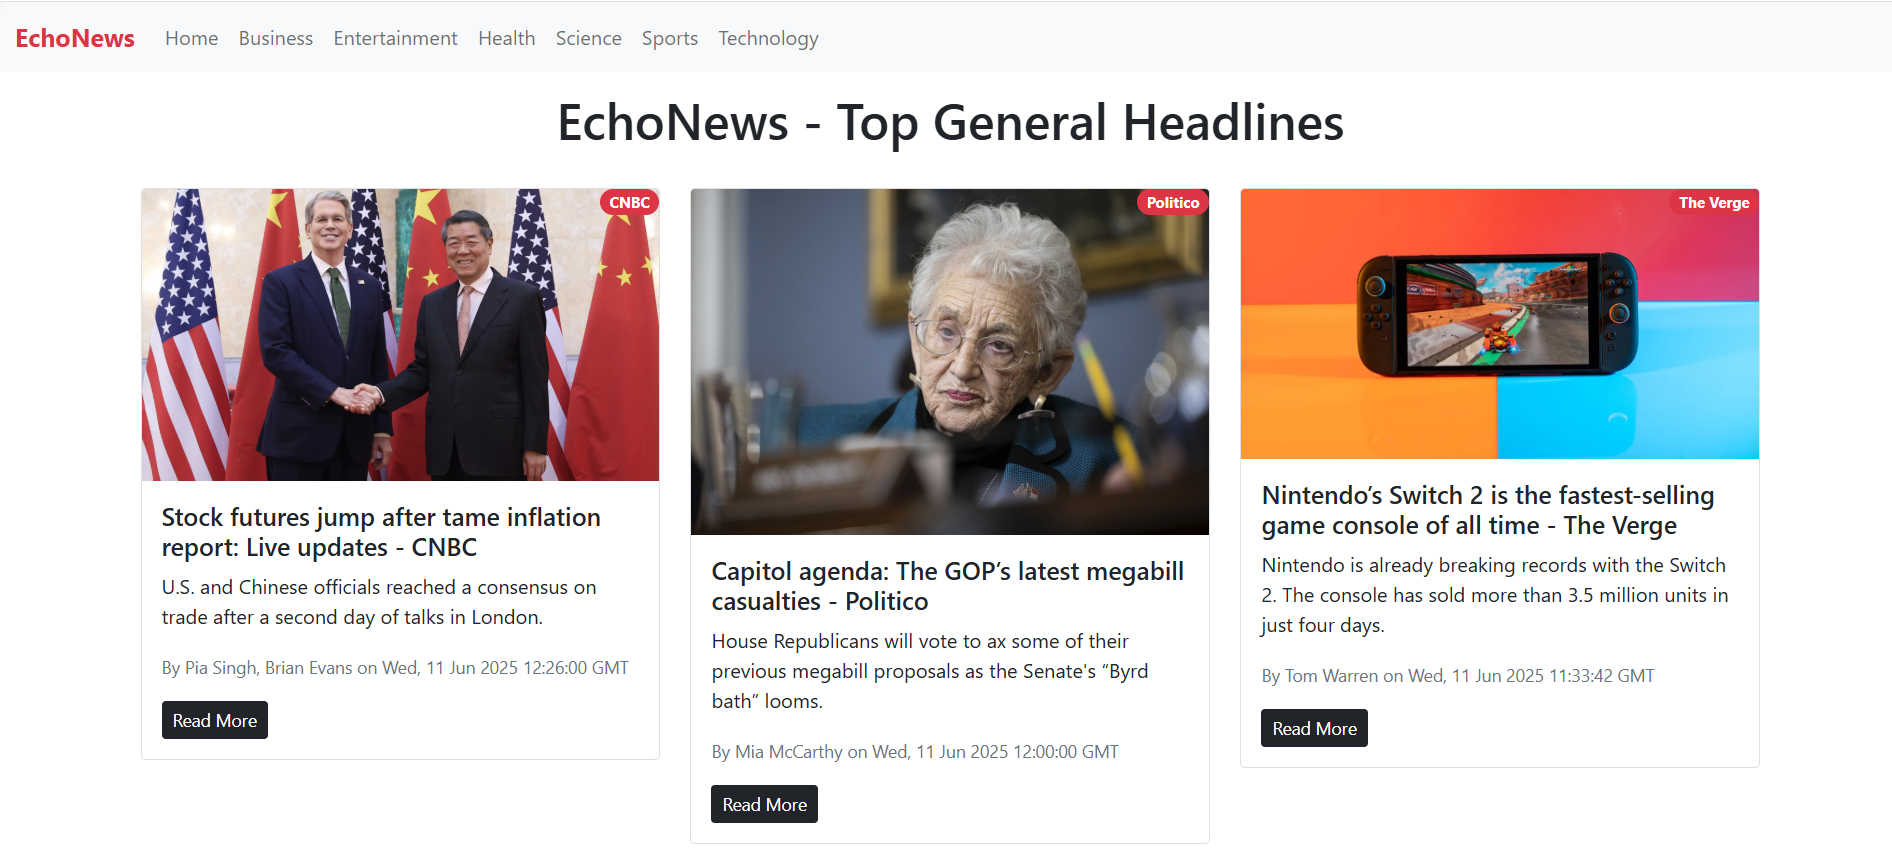 EchoNews Home Business Entertainment Health Science Sports Technology
EchoNews - Top General Headlines
CNBC
Stock futures jump after tame inflation
report: Live updates - CNBC
U.S. and Chinese officials reached a consensus on
trade after a second day of talks in London.
By Pia Singh, Brian Evans on Wed, 11 Jun 2025 12:26:00 GMT
Read More
Politico
Capitol agenda: The GOP’s latest megabill
casualties - Politico
House Republicans will vote to ax some of their
previous megabill proposals as the Senate's “Byrd
bath” looms.
By Mia McCarthy on Wed, 11 Jun 2025 12:00:00 GMT
Read More
The Verge
Nintendo’s Switch 2 is the fastest-selling
game console of all time - The Verge
Nintendo is already breaking records with the Switch
2. The console has sold more than 3.5 million units in
just four days.
By Tom Warren on Wed, 11 Jun 2025 11:33:42 GMT
Read More